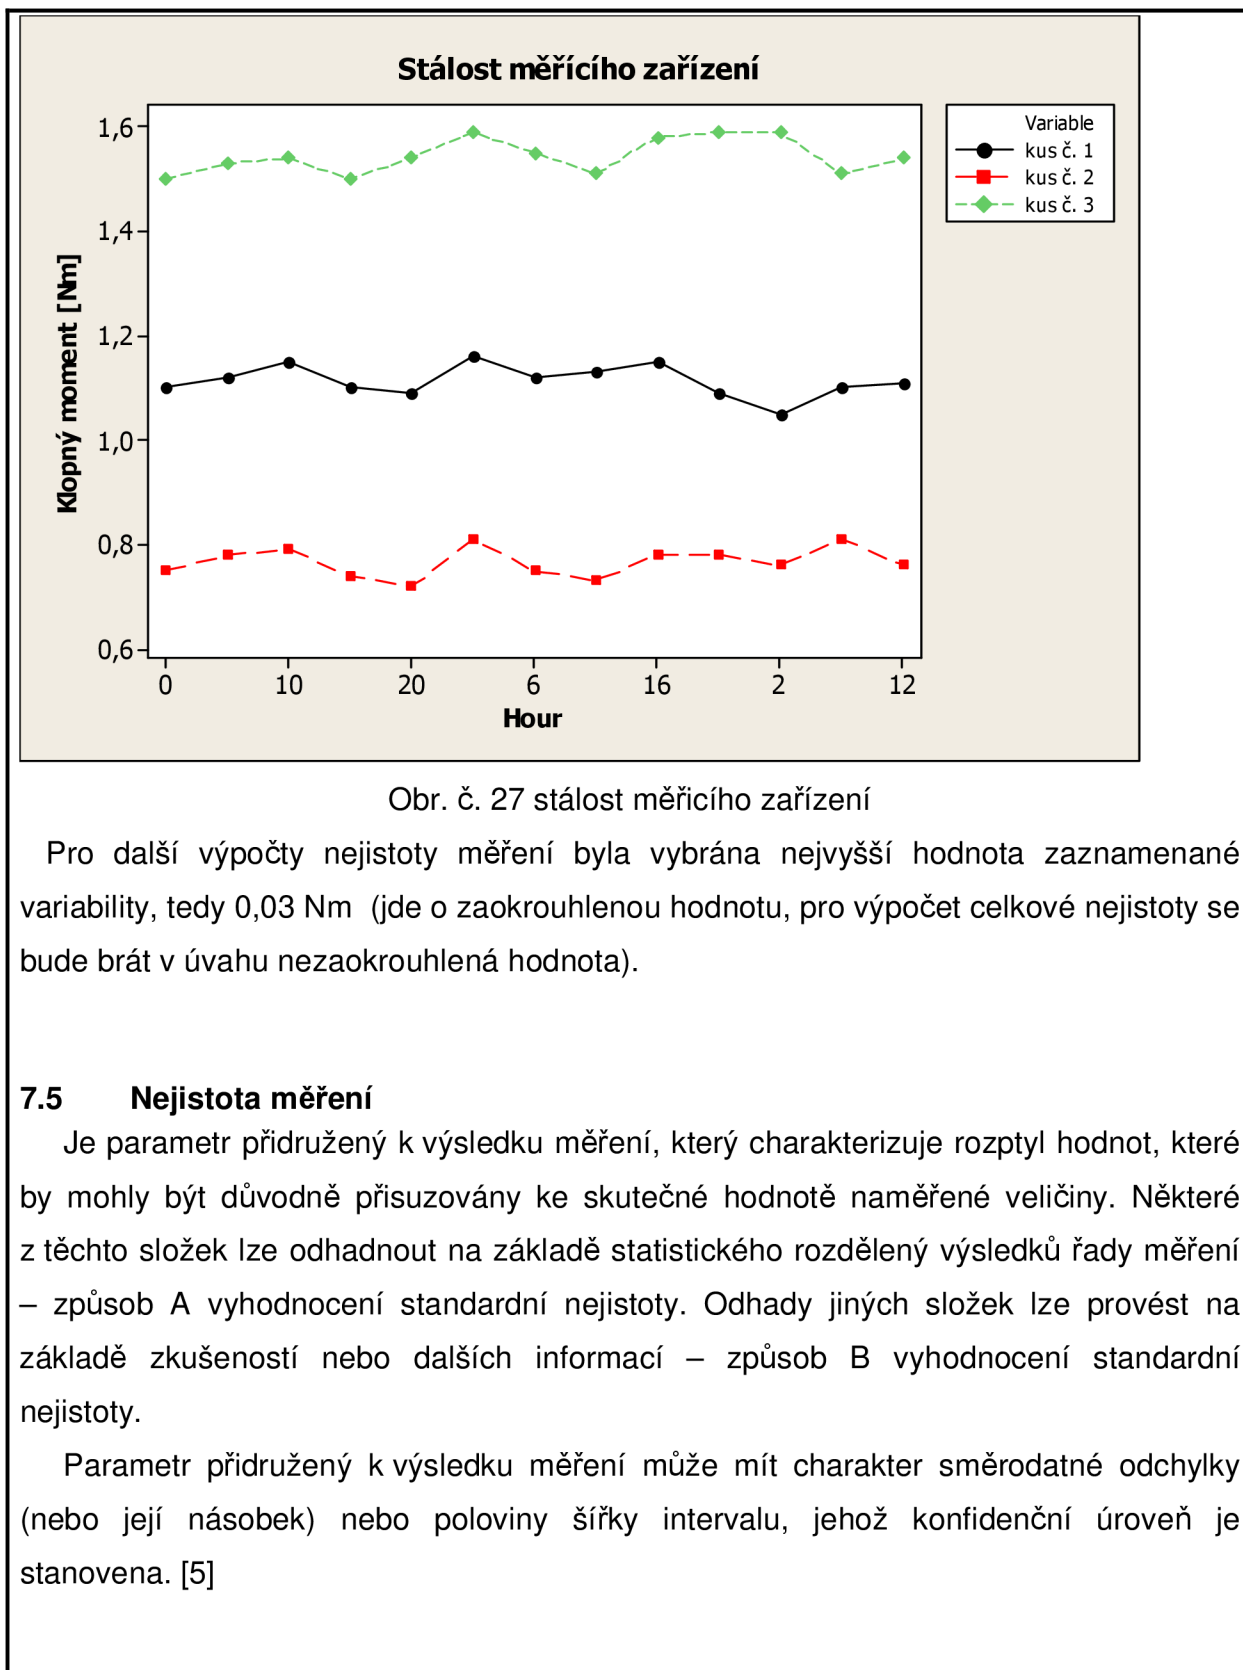 Stálost měřícího zařízení
Variable
kus č. 1
kus č. 2
kus č. 3
Klopný moment [Nm]
1,6
1,4
1,2
1,0
0,8
0,6
0 10 20 6 16 2 12
Hour
Obr. č. 27 stálost měřicího zařízení
Pro další výpočty nejistoty měření byla vybrána nejvyšší hodnota zaznamenané
variability, tedy 0,03 Nm (jde o zaokrouhlenou hodnotu, pro výpočet celkové nejistoty se
bude brát v úvahu nezaokrouhlená hodnota).
7.5 Nejistota měření
Je parametr přidružený k výsledku měření, který charakterizuje rozptyl hodnot, které
by mohly být důvodně přisuzovány ke skutečné hodnotě naměřené veličiny. Některé
z těchto složek lze odhadnout na základě statistického rozdělený výsledků řady měření
– způsob A vyhodnocení standardní nejistoty. Odhady jiných složek lze provést na
základě zkušeností nebo dalších informací – způsob B vyhodnocení standardní
nejistoty.
Parametr přidružený k výsledku měření může mít charakter směrodatné odchylky
(nebo její násobek) nebo poloviny šířky intervalu, jehož konfidenční úroveň je
stanovena. [5]